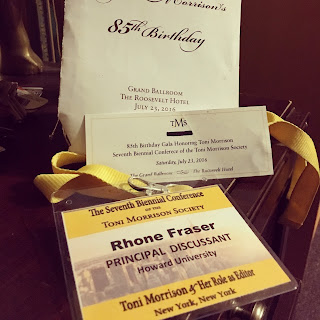 Morrison's
85th Birthday
GRAND BALLROOM
THE ROOSEVELT HOTEL
JULY 23, 2016
TMS
85th Birthday Gala Honoring Toni Morrison
Seventh Biennial Conference of the Toni Morrison Society
Saturday, July 23, 2016
The Grand Ballroom The Roosevelt Hotel
The Seventh Biennial Conference
OF THE
TONI MORRISON SOCIETY
Rhone Fraser
PRINCIPAL DISCUSSANT
Howard University
Toni Morrison & Her Role as Editor
New York, New York